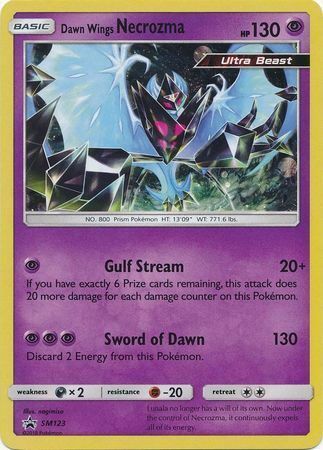 BASIC
Dawn Wings Necrozma HP 130
Ultra Beast
NO. 800 Prism Pokémon HT: 13'09" WT: 771.6 lbs.
Gulf Stream 20+
If you have exactly 6 Prize cards remaining, this attack does
20 more damage for each damage counter on this Pokémon.
Sword of Dawn 130
Discard 2 Energy from this Pokémon.
weakness ×2 resistance -20 retreat
Illus. nagimiso
SM123
©2018 Pokémon
Lunala no longer has a will of its own. Now under
the control of Necrozma, it continuously expels
all of its energy.